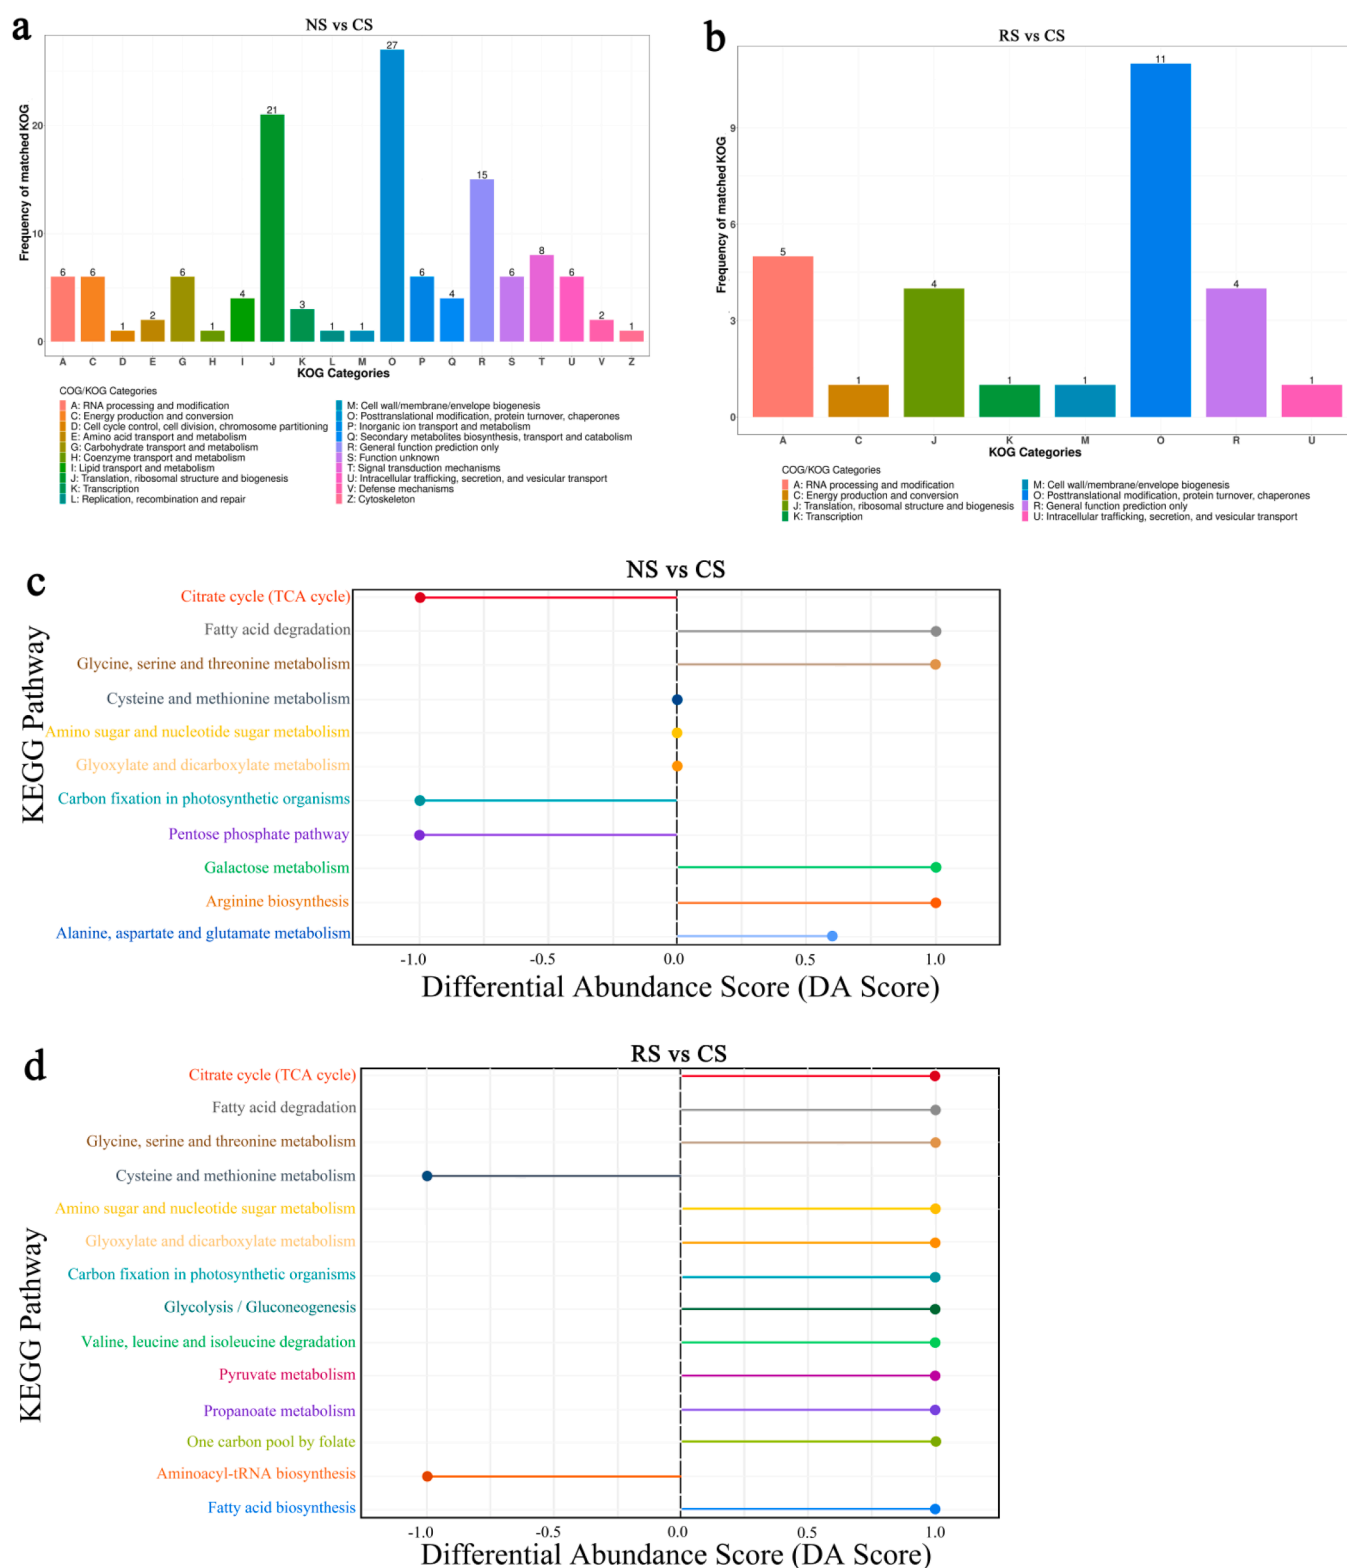 a
NS vs CS
Frequency of matched KOG
20
10
0
6
6
1
2
6
1
4
21
3
1
1
27
6
4
15
6
8
6
2
1
A C D E G H I J K L M O P Q R S T U V Z
KOG Categories
COG/KOG Categories
A: RNA processing and modification
C: Energy production and conversion
D: Cell cycle control, cell division, chromosome partitioning
E: Amino acid transport and metabolism
G: Carbohydrate transport and metabolism
H: Coenzyme transport and metabolism
I: Lipid transport and metabolism
J: Translation, ribosomal structure and biogenesis
K: Transcription
L: Replication, recombination and repair
M: Cell wall/membrane/envelope biogenesis
O: Posttranslational modification, protein turnover, chaperones
P: Inorganic ion transport and metabolism
Q: Secondary metabolites biosynthesis, transport and catabolism
R: General function prediction only
S: Function unknown
T: Signal transduction mechanisms
U: Intracellular trafficking, secretion, and vesicular transport
V: Defense mechanisms
Z: Cytoskeleton
b
RS vs CS
Frequency of matched KOG
9
6
3
0
5
1
4
1
1
11
4
1
A C J K M O R U
KOG Categories
COG/KOG Categories
A: RNA processing and modification
C: Energy production and conversion
J: Translation, ribosomal structure and biogenesis
K: Transcription
M: Cell wall/membrane/envelope biogenesis
O: Posttranslational modification, protein turnover, chaperones
R: General function prediction only
U: Intracellular trafficking, secretion, and vesicular transport
c
NS vs CS
KEGG Pathway
Citrate cycle (TCA cycle)
Fatty acid degradation
Glycine, serine and threonine metabolism
Cysteine and methionine metabolism
Amino sugar and nucleotide sugar metabolism
Glyoxylate and dicarboxylate metabolism
Carbon fixation in photosynthetic organisms
Pentose phosphate pathway
Galactose metabolism
Arginine biosynthesis
Alanine, aspartate and glutamate metabolism
-1.0 -0.5 0.0 0.5 1.0
Differential Abundance Score (DA Score)
d
RS vs CS
KEGG Pathway
Citrate cycle (TCA cycle)
Fatty acid degradation
Glycine, serine and threonine metabolism
Cysteine and methionine metabolism
Amino sugar and nucleotide sugar metabolism
Glyoxylate and dicarboxylate metabolism
Carbon fixation in photosynthetic organisms
Glycolysis / Gluconeogenesis
Valine, leucine and isoleucine degradation
Pyruvate metabolism
Propanoate metabolism
One carbon pool by folate
Aminoacyl-tRNA biosynthesis
Fatty acid biosynthesis
-1.0 -0.5 0.0 0.5 1.0
Differential Abundance Score (DA Score)